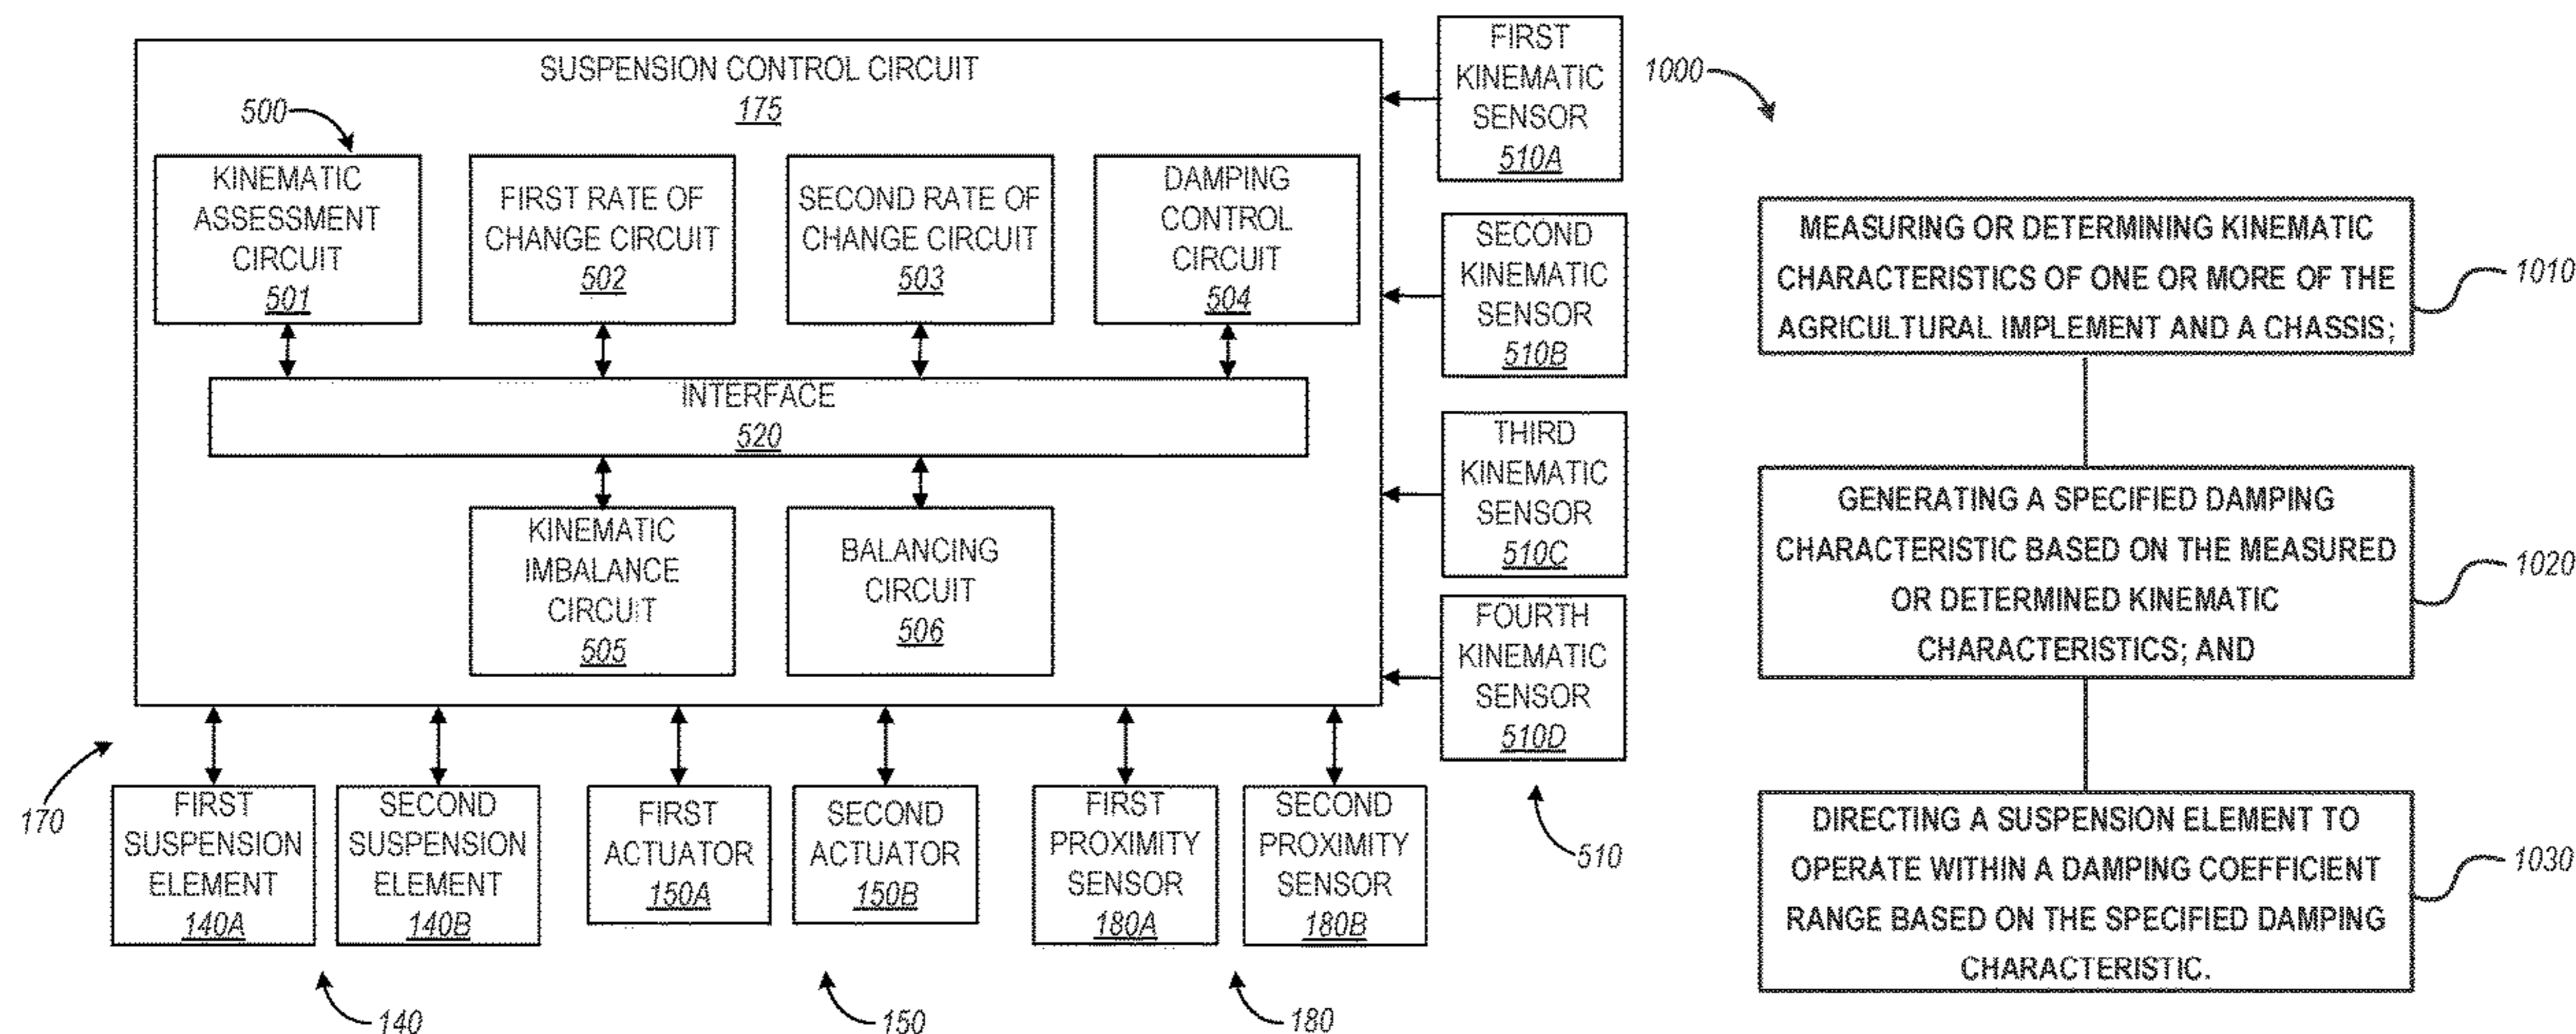 SUSPENSION CONTROL CIRCUIT
175
500
KINEMATIC
ASSESSMENT
CIRCUIT
501
FIRST RATE OF
CHANGE CIRCUIT
502
SECOND RATE OF
CHANGE CIRCUIT
503
DAMPING
CONTROL
CIRCUIT
504
INTERFACE
520
KINEMATIC
IMBALANCE
CIRCUIT
505
BALANCING
CIRCUIT
506
FIRST
KINEMATIC
SENSOR
510A
SECOND
KINEMATIC
SENSOR
510B
THIRD
KINEMATIC
SENSOR
510C
FOURTH
KINEMATIC
SENSOR
510D
510
170
FIRST
SUSPENSION
ELEMENT
140A
SECOND
SUSPENSION
ELEMENT
140B
140
FIRST
ACTUATOR
150A
SECOND
ACTUATOR
150B
150
FIRST
PROXIMITY
SENSOR
180A
SECOND
PROXIMITY
SENSOR
180B
180
1000
MEASURING OR DETERMINING KINEMATIC
CHARACTERISTICS OF ONE OR MORE OF THE
AGRICULTURAL IMPLEMENT AND A CHASSIS;
1010
GENERATING A SPECIFIED DAMPING
CHARACTERISTIC BASED ON THE MEASURED
OR DETERMINED KINEMATIC
CHARACTERISTICS; AND
1020
DIRECTING A SUSPENSION ELEMENT TO
OPERATE WITHIN A DAMPING COEFFICIENT
RANGE BASED ON THE SPECIFIED DAMPING
CHARACTERISTIC.
1030